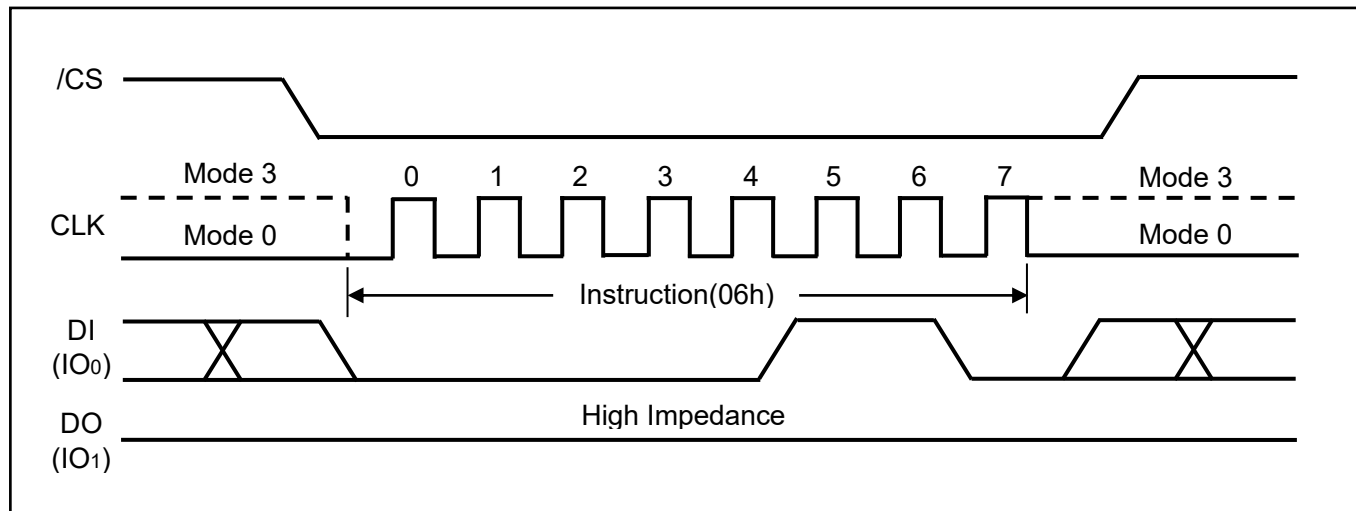 /CS
Mode 3
0 1 2 3 4 5 6 7
Mode 3
CLK
Mode 0
Mode 0
Instruction(06h)
DI
(IO0)
High Impedance
DO
(IO1)